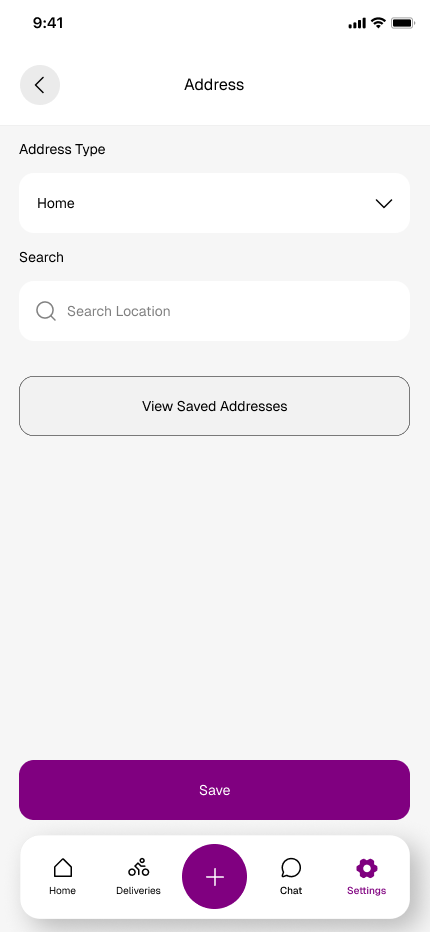 9:41
Address
Address Type
Home
Search
Search Location
View Saved Addresses
Save
Home
Deliveries
Chat
Settings